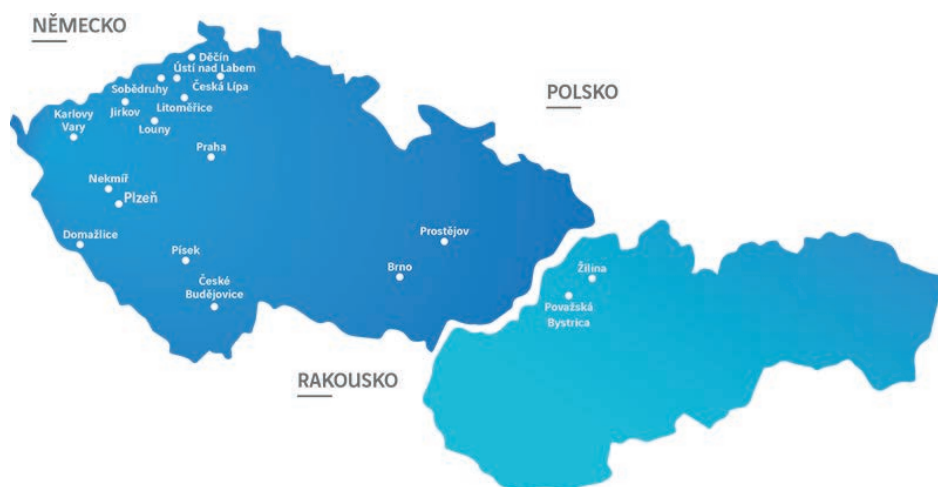 NĚMECKO
Děčín
Ústí nad Labem
Soběđruhy
Česká Lípa
Jirkov
Litoměřice
Karlovy
Vary
Louny
POLSKO
Praha
Nekmíř
Plzeň
Domažlice
Písek
Prostějov
Brno
České
Budějovice
Žilina
Považská
Bystrica
RAKOUSKO